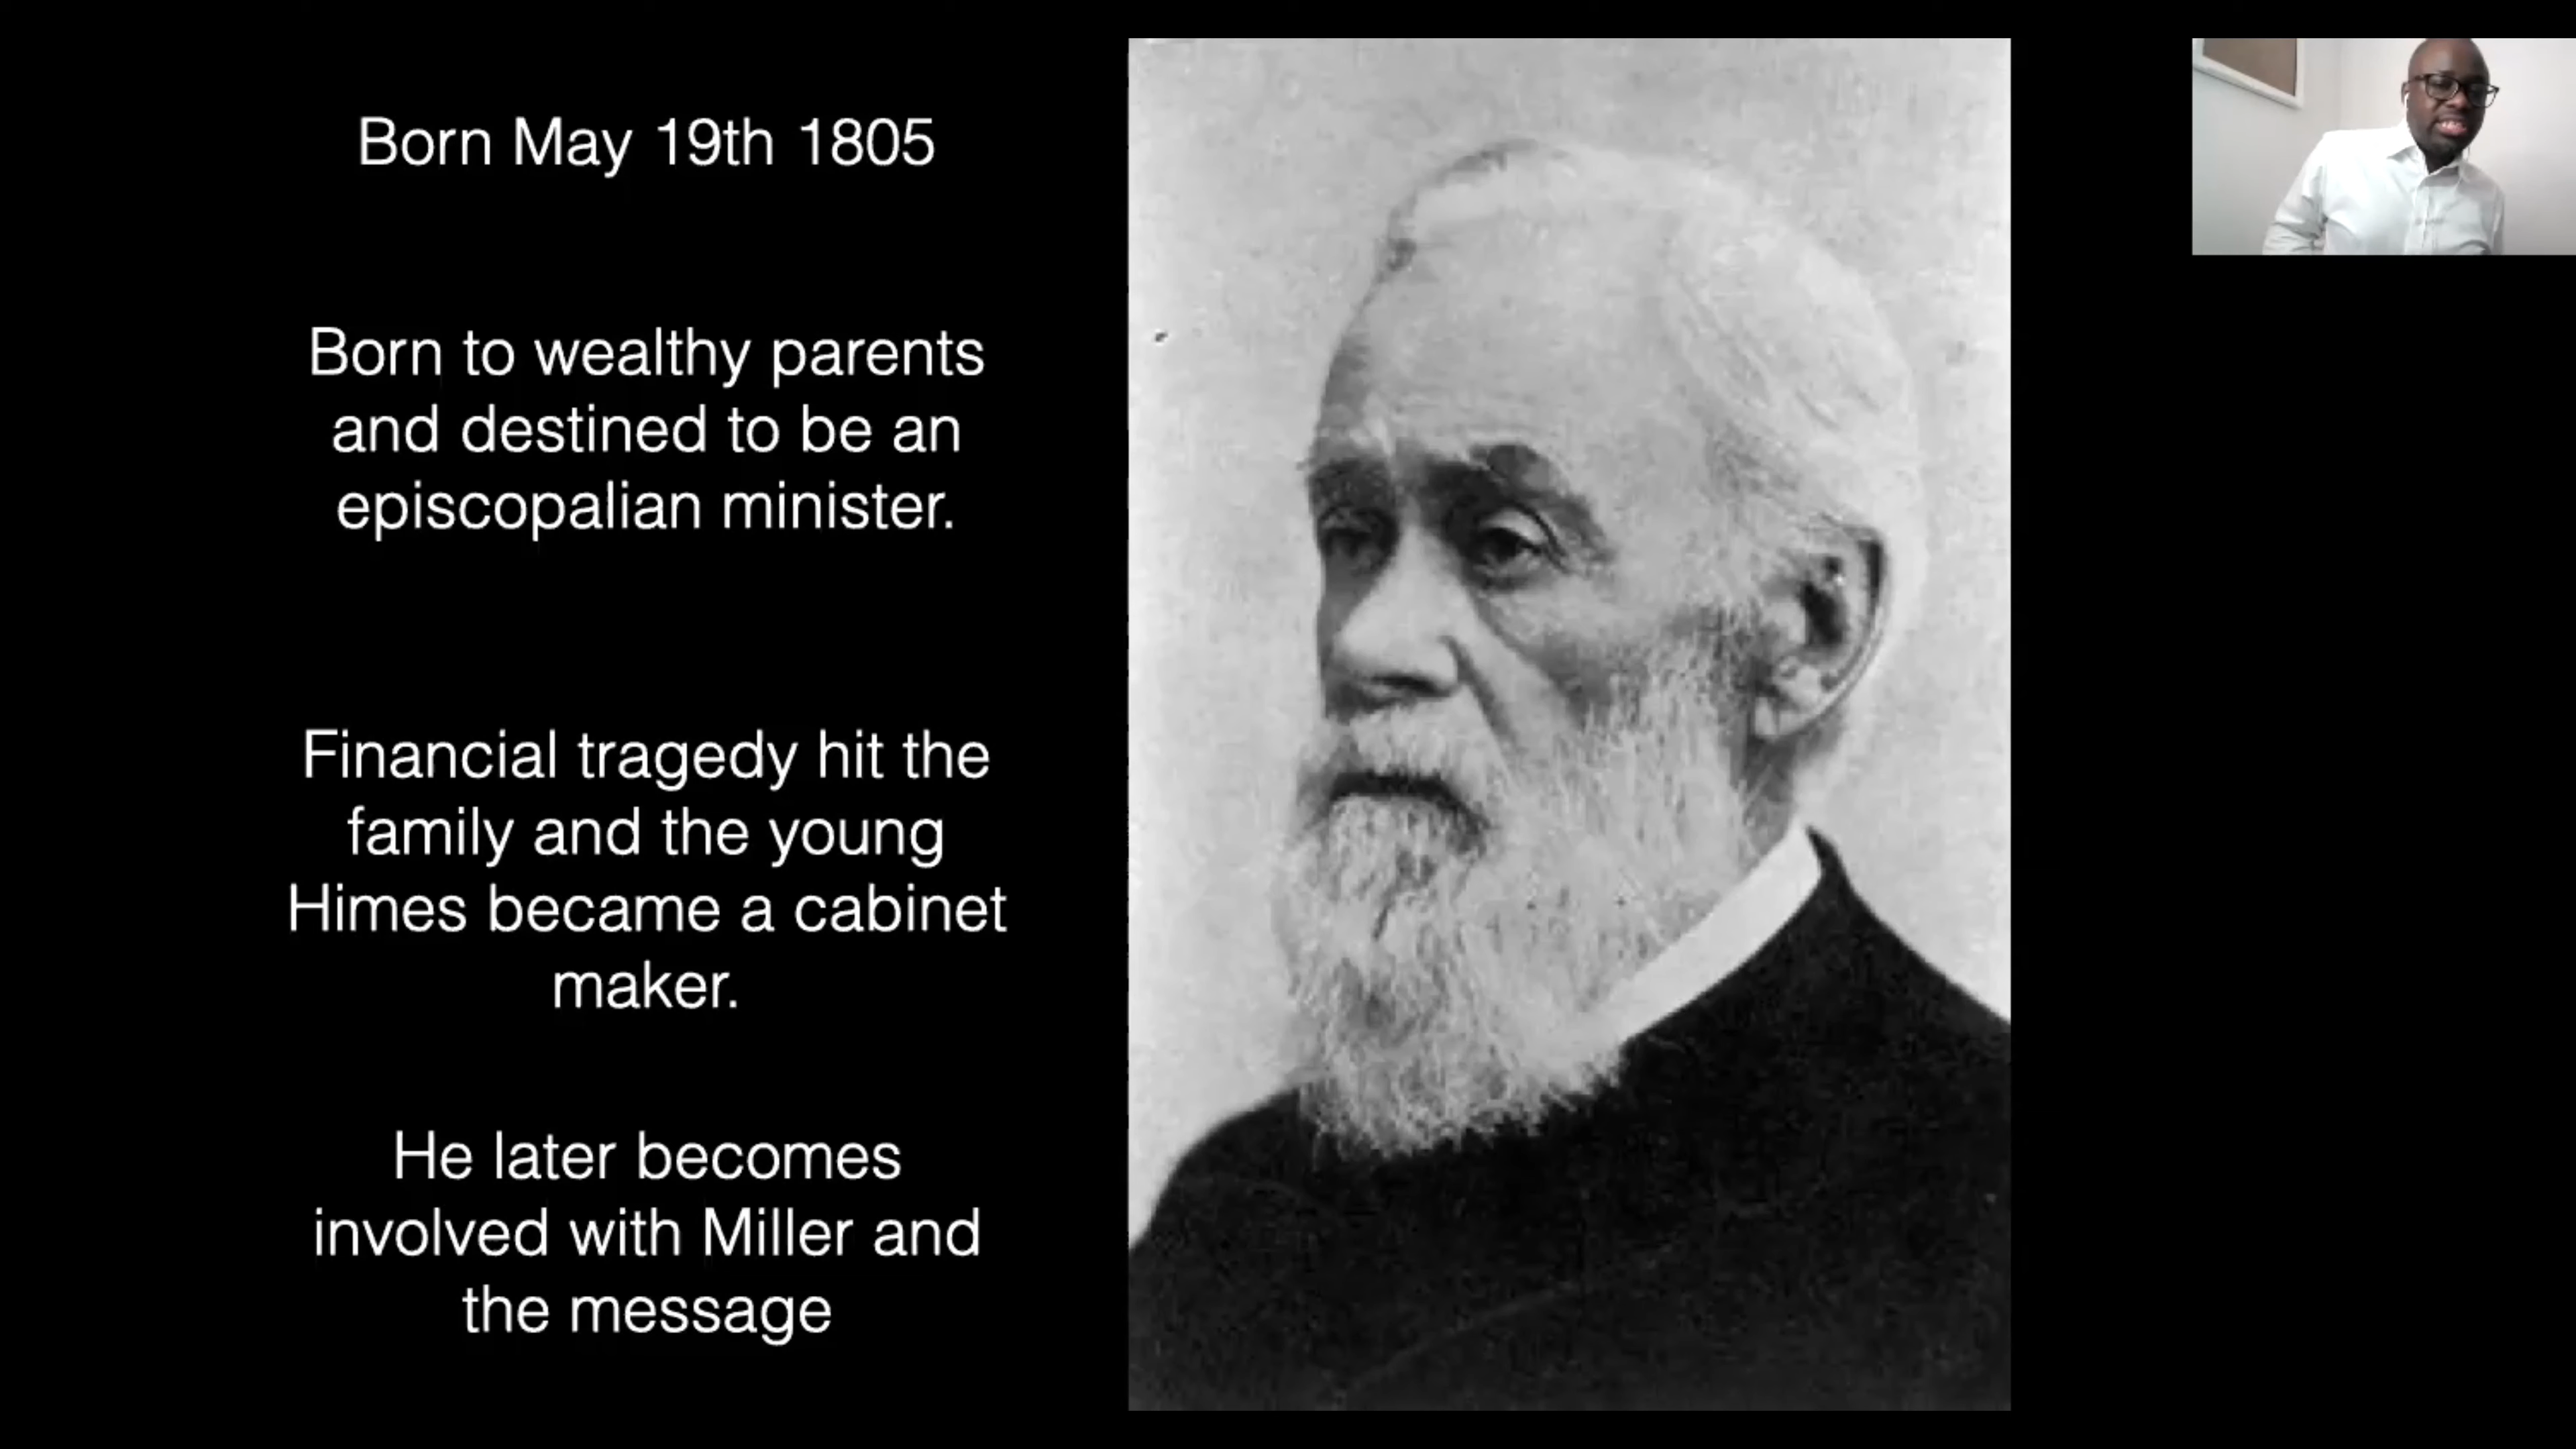 Born May 19th 1805
Born to wealthy parents
and destined to be an
episcopalian minister.
Financial tragedy hit the
family and the young
Himes became a cabinet
maker.
He later becomes
involved with Miller and
the message